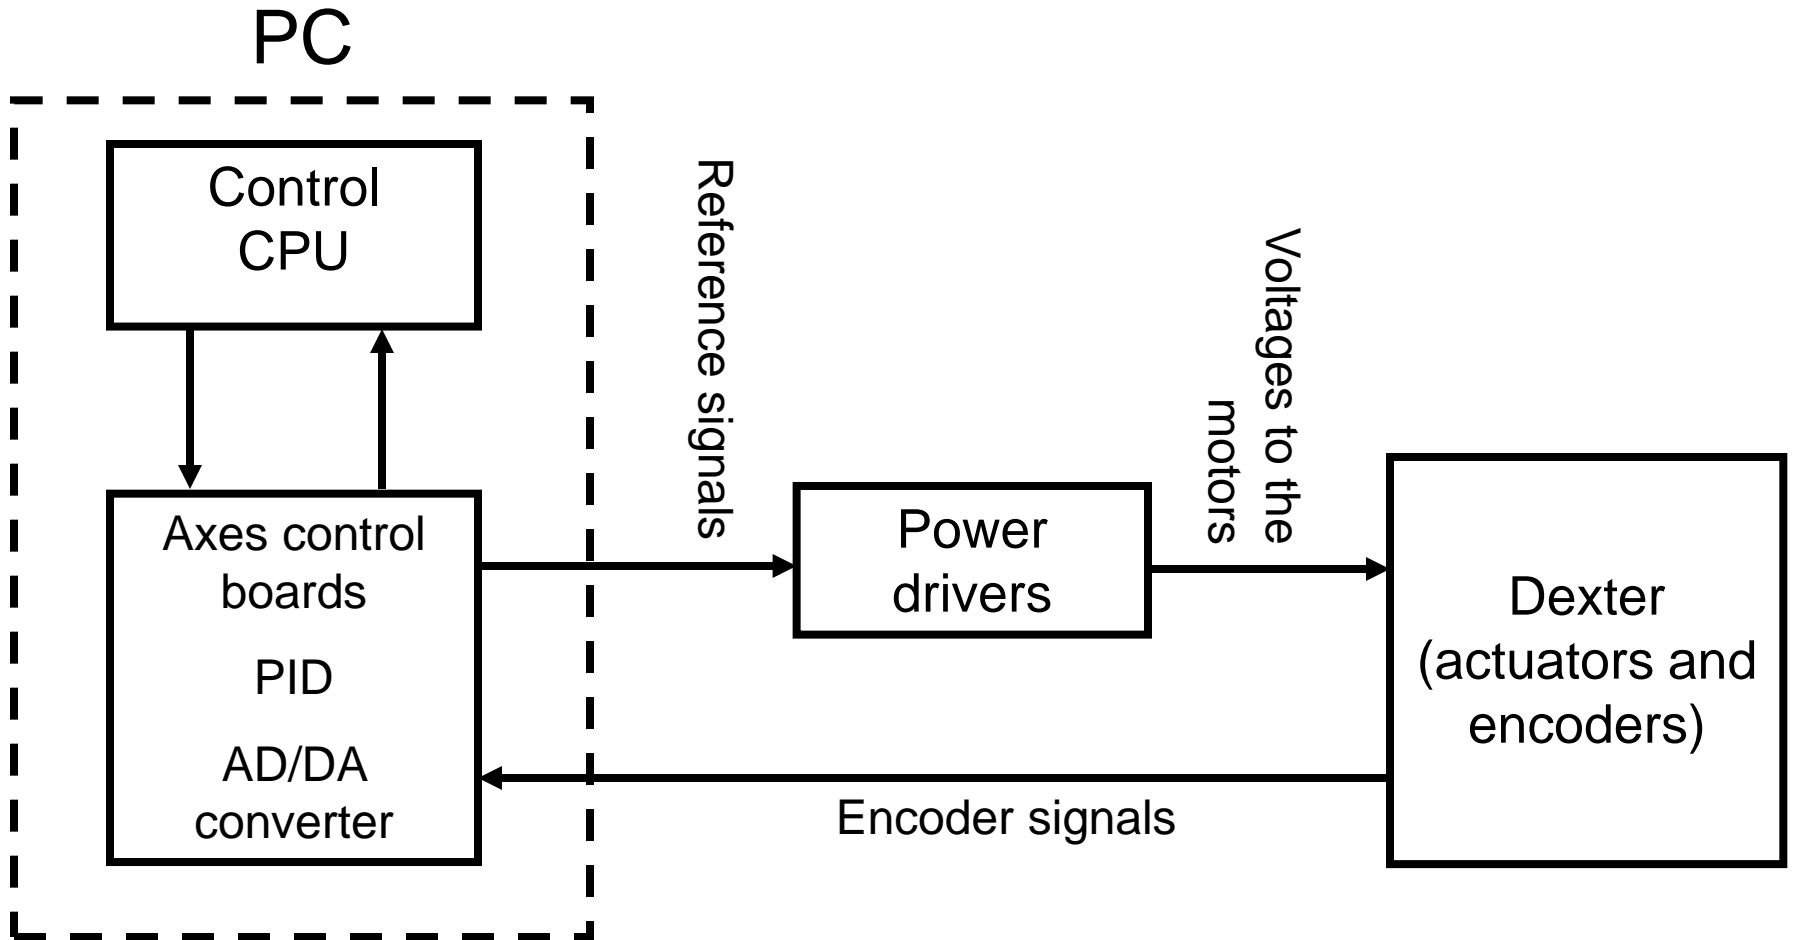 PC
Control
CPU
Axes control
boards
PID
AD/DA
converter
Reference signals
Power
drivers
Voltages to the
motors
Dexter
(actuators and
encoders)
Encoder signals